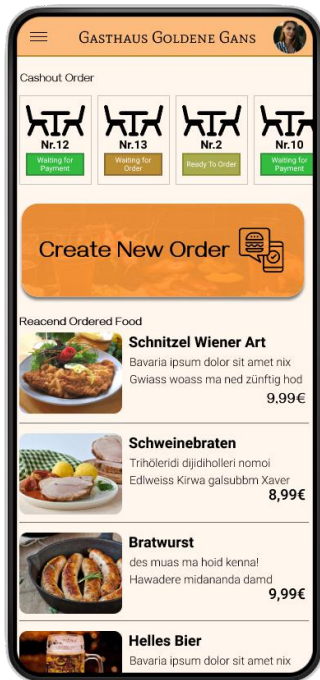 GASTHAUS GOLDENE GANS
Cashout Order
Nr.12
Waiting for
Payment
Nr.13
Waiting for
Order
Nr.2
Ready To Order
Nr.10
Waiting for
Payment
Create New Order
Reacend Ordered Food
Schnitzel Wiener Art
Bavaria ipsum dolor sit amet nix
Gwiass woass ma ned zünftig hod
9,99€
Schweinebraten
Trihöleridi dijidiholleri nomoi
Edlweiss Kirwa galsubbm Xaver
8,99€
Bratwurst
des muas ma hoid kenna!
Hawadere midananda damd
9,99€
Helles Bier
Bavaria ipsum dolor sit amet nix